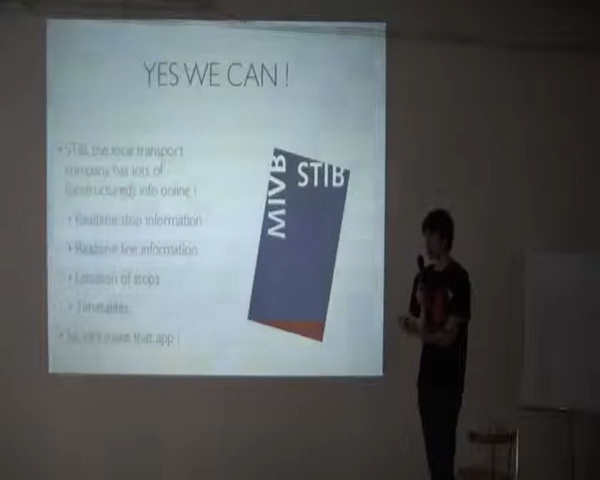 YES WE CAN !
• STIB, the local transport
company has lots of
(unstructured) info online !
• Realtime stop information
• Realtime line information
• Location of stops
• Timetables
• So, let's make that app !
MIVB
STIB